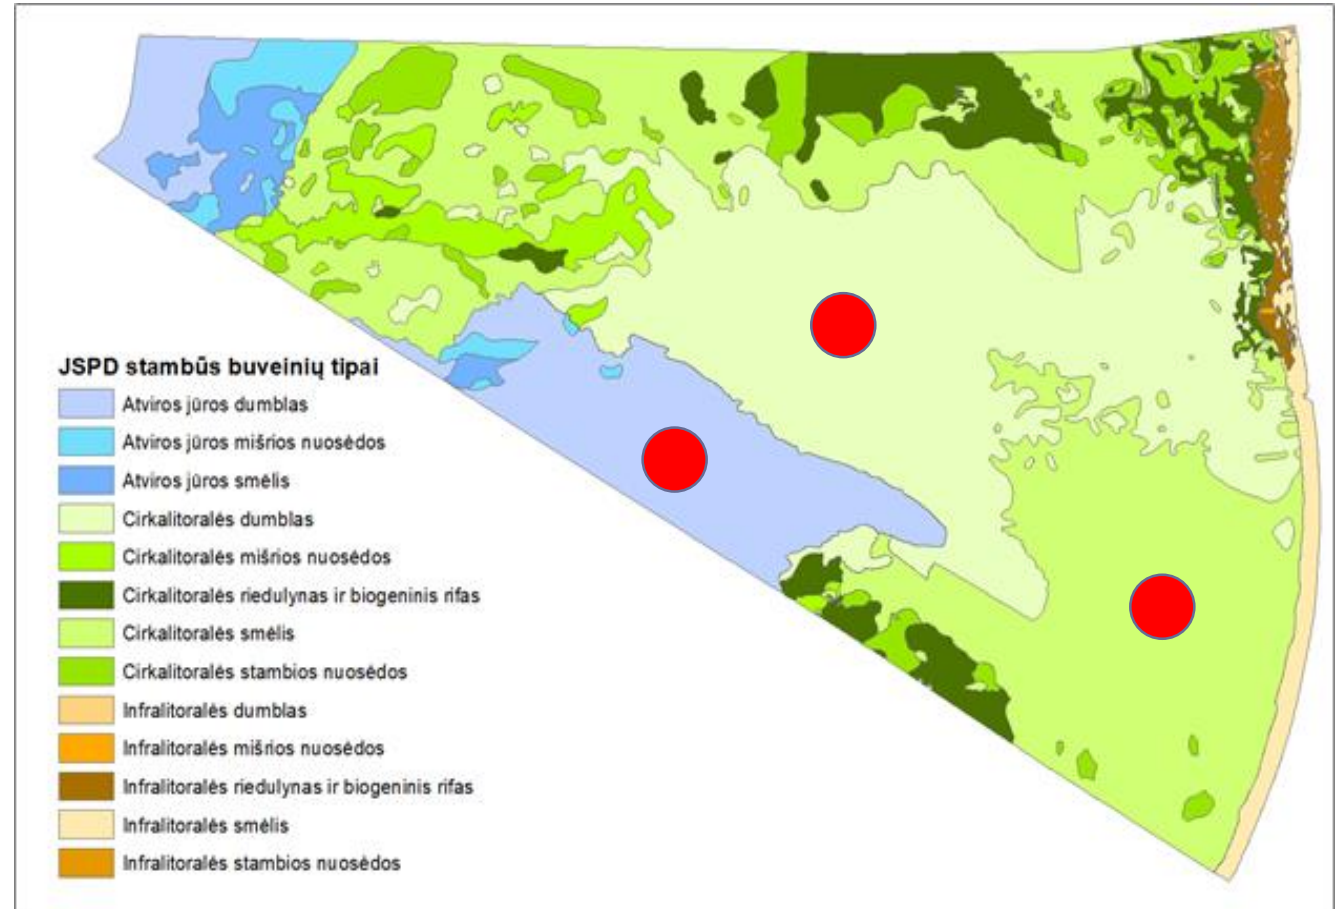 JSPD stambūs buveinių tipai
Atviros jūros dumblas
Atviros jūros mišrios nuosėdos
Atviros jūros smėlis
Cirkalitoralės dumblas
Cirkalitoralės mišrios nuosėdos
Cirkalitoralės riedulynas ir biogeninis rifas
Cirkalitoralės smėlis
Cirkalitoralės stambios nuosėdos
Infralitoralės dumblas
Infralitoralės mišrios nuosėdos
Infralitoralės riedulynas ir biogeninis rifas
Infralitoralės smėlis
Infralitoralės stambios nuosėdos